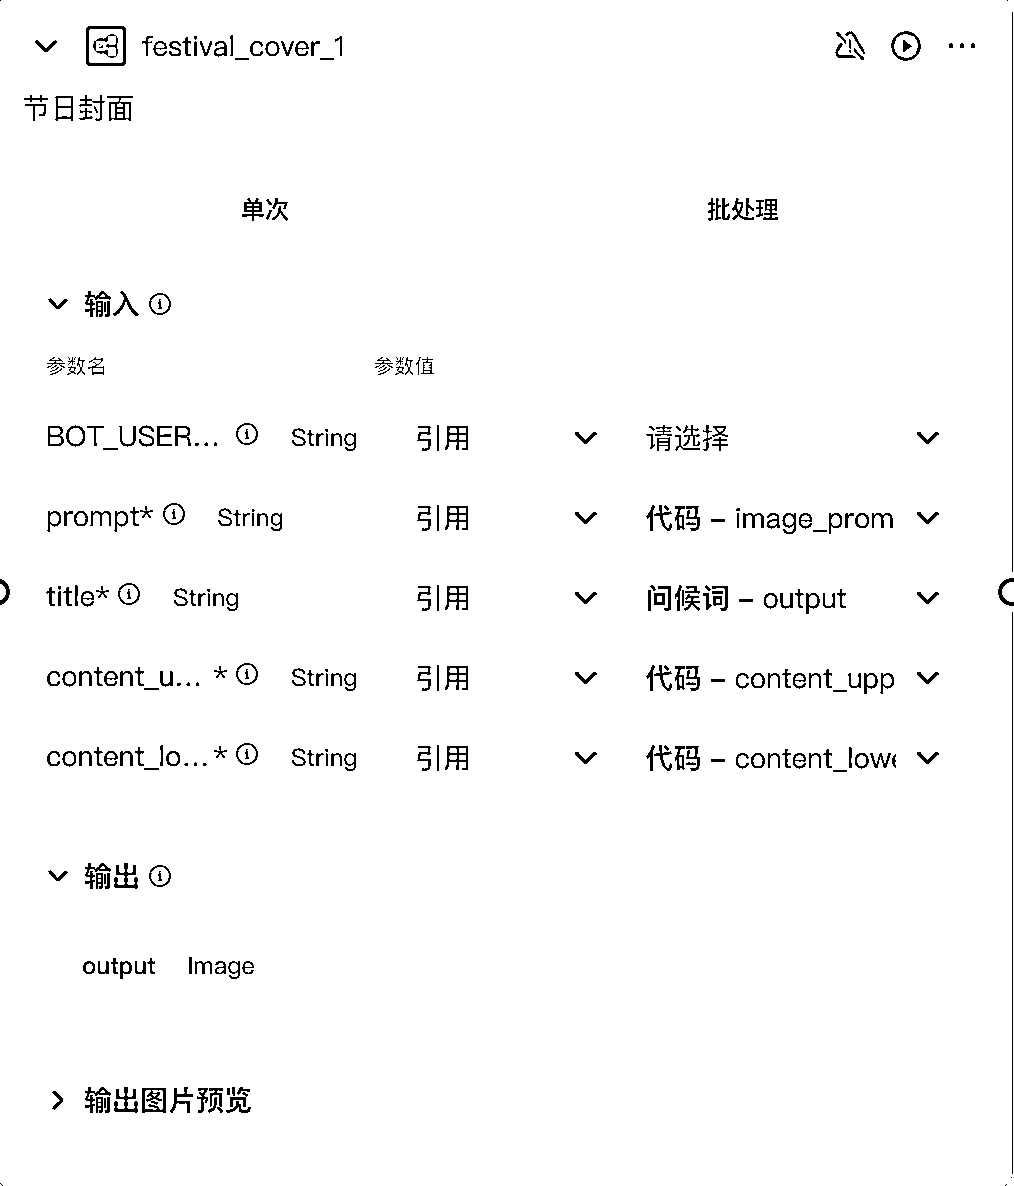 festival_cover_1
节日封面
单次 批处理
输入
参数名 参数值
BOT_USER... String 引用 请选择
prompt* String 引用 代码 – image_prom
title* String 引用 问候词 – output
content_u... * String 引用 代码 – content_upp
content_lo... * String 引用 代码 – content_lowe
输出
output Image
输出图片预览